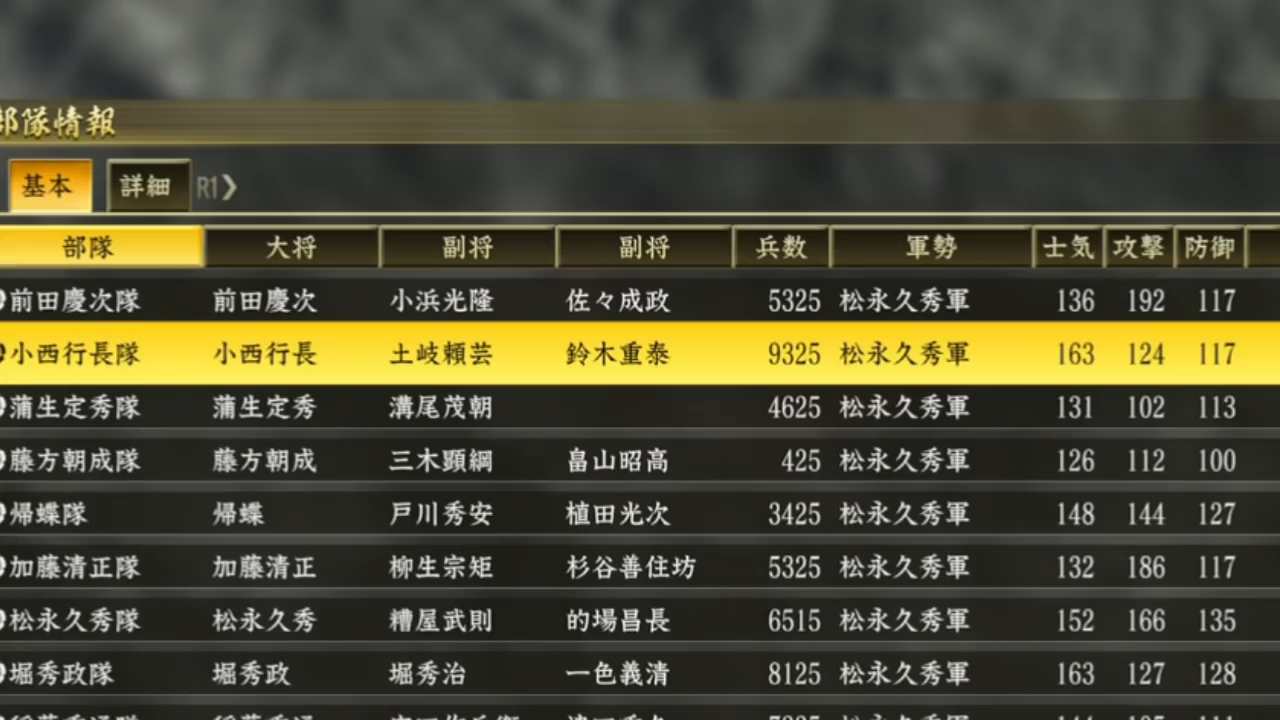 部隊情報
基本 詳細 R1
部隊 大将 副将 副将 兵数 軍勢 士気 攻撃 防御
前田慶次隊 前田慶次 小浜光隆 佐々成政 5325 松永久秀軍 136 192 117
小西行長隊 小西行長 土岐頼芸 鈴木重泰 9325 松永久秀軍 163 124 117
蒲生定秀隊 蒲生定秀 溝尾茂朝 4625 松永久秀軍 131 102 113
藤方朝成隊 藤方朝成 三木顕綱 畠山昭高 425 松永久秀軍 126 112 100
帰蝶隊 帰蝶 戸川秀安 植田光次 3425 松永久秀軍 148 144 127
加藤清正隊 加藤清正 柳生宗矩 杉谷善住坊 5325 松永久秀軍 132 186 117
松永久秀隊 松永久秀 糟屋武則 的場昌長 6515 松永久秀軍 152 166 135
堀秀政隊 堀秀政 堀秀治 一色義清 8125 松永久秀軍 163 127 128